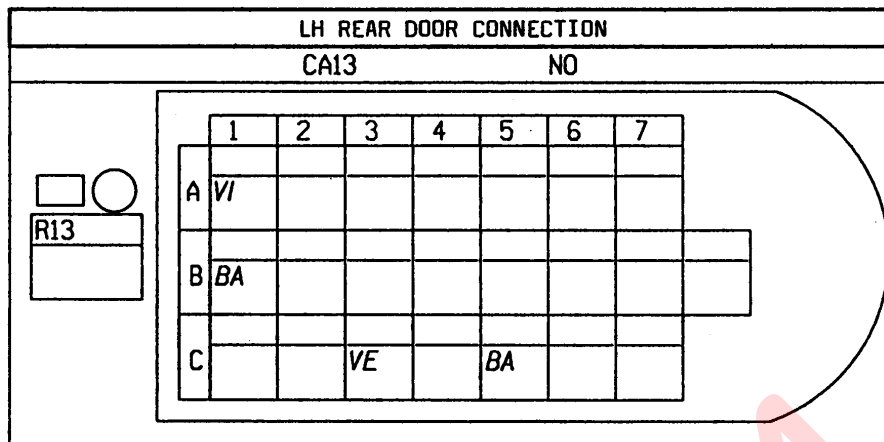 LH REAR DOOR CONNECTION
CA13 NO
1 2 3 4 5 6 7
A VI
R13
B BA
C VE BA